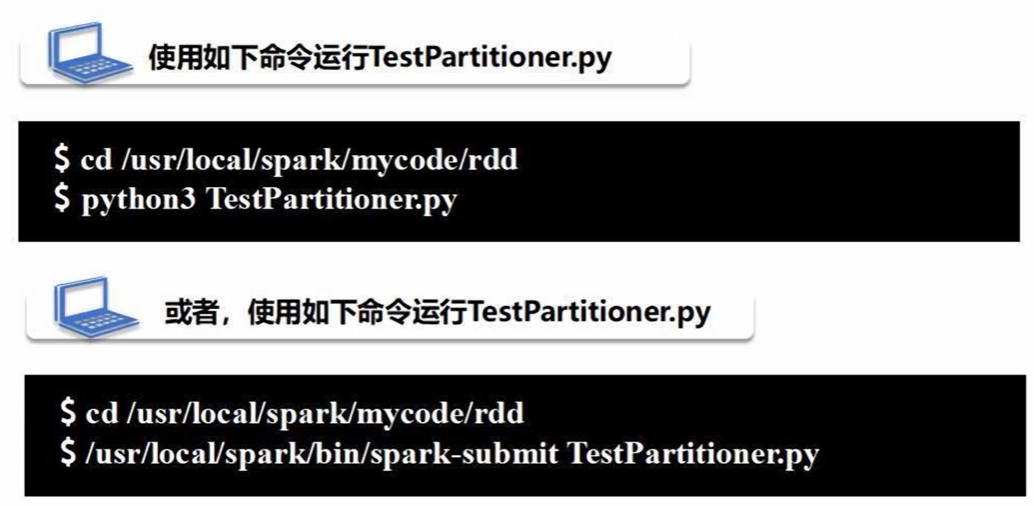 使用如下命令运行TestPartitioner.py
$ cd /usr/local/spark/mycode/rdd
$ python3 TestPartitioner.py
或者，使用如下命令运行TestPartitioner.py
$ cd /usr/local/spark/mycode/rdd
$ /usr/local/spark/bin/spark-submit TestPartitioner.py